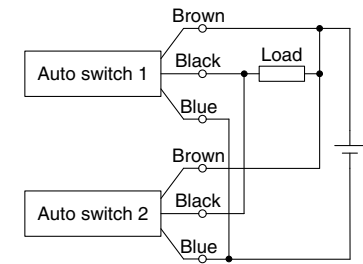 Brown
Auto switch 1
Black
Load
Blue
Brown
Auto switch 2
Black
Blue